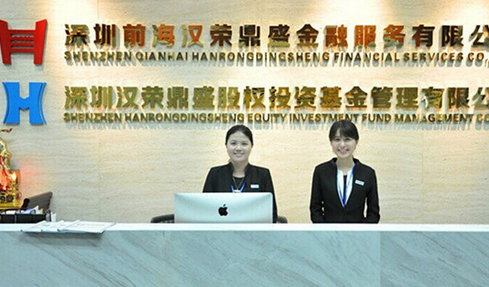 深圳前海汉荣鼎盛金融服务有限公
SHENZHEN QIANHAI HANRONGDINGSHENG FINANCIAL SERVICES CO
深圳汉荣鼎盛股权投资基金管理有限公
SHENZHEN HANRONGDINGSHENG EQUITY INVESTMENT FUND MANAGEMENT CO